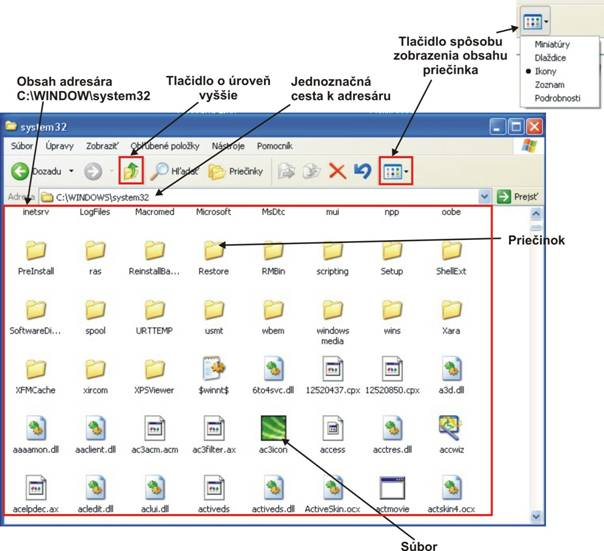 Miniatúry
Dlaždice
Ikony
Zoznam
Podrobnosti
Tlačidlo spôsobu
zobrazenia obsahu
priečinka
Obsah adresára
C:\WINDOW\system32
Tlačidlo o úroveň
vyššie
Jednoznačná
cesta k adresáru
system32
Súbor Úpravy Zobraziť Obľúbené položky Nástroje Pomocník
Dozadu Hľadať Priečinky
Adresa C:\WINDOWS\system32 Prejsť
inetsrv LogFiles Macromed Microsoft MsDtc mui npp oobe
Priečinok
PreInstall ras ReinstallBa... Restore RMBin scripting Setup ShellExt
SoftwareDi... spool URTTEMP usmt wbem windows media wins Xara
XFMCache xircom XPSViewer $winnt$ 6to4svc.dll 12520437.cpx 12520850.cpx a3d.dll
aaaamon.dll aaclient.dll ac3acm.acm ac3filter.ax ac3icon access acctres.dll accwiz
acelpdec.ax acledit.dll aclui.dll activeds activeds.dll ActiveSkin.ocx actmovie actskin4.ocx
Súbor